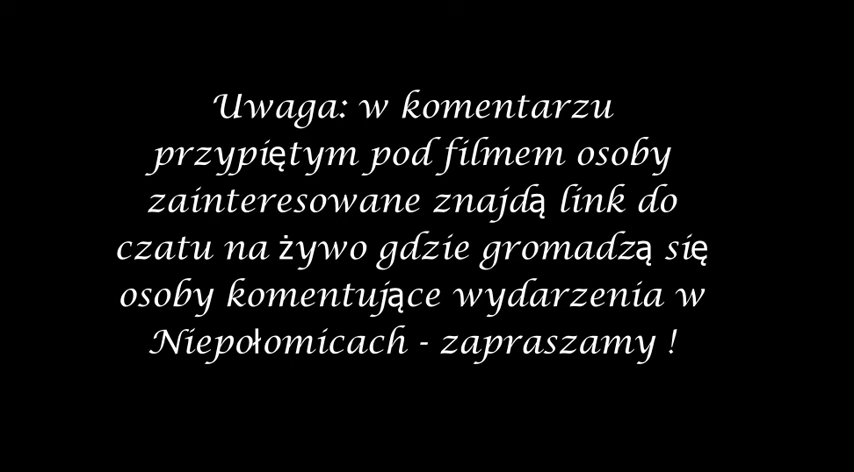 Uwaga: w komentarzu
przypiętym pod filmem osoby
zainteresowane znajdą link do
czatu na żywo gdzie gromadzą się
osoby komentujące wydarzenia w
Niepołomicach - zapraszamy !